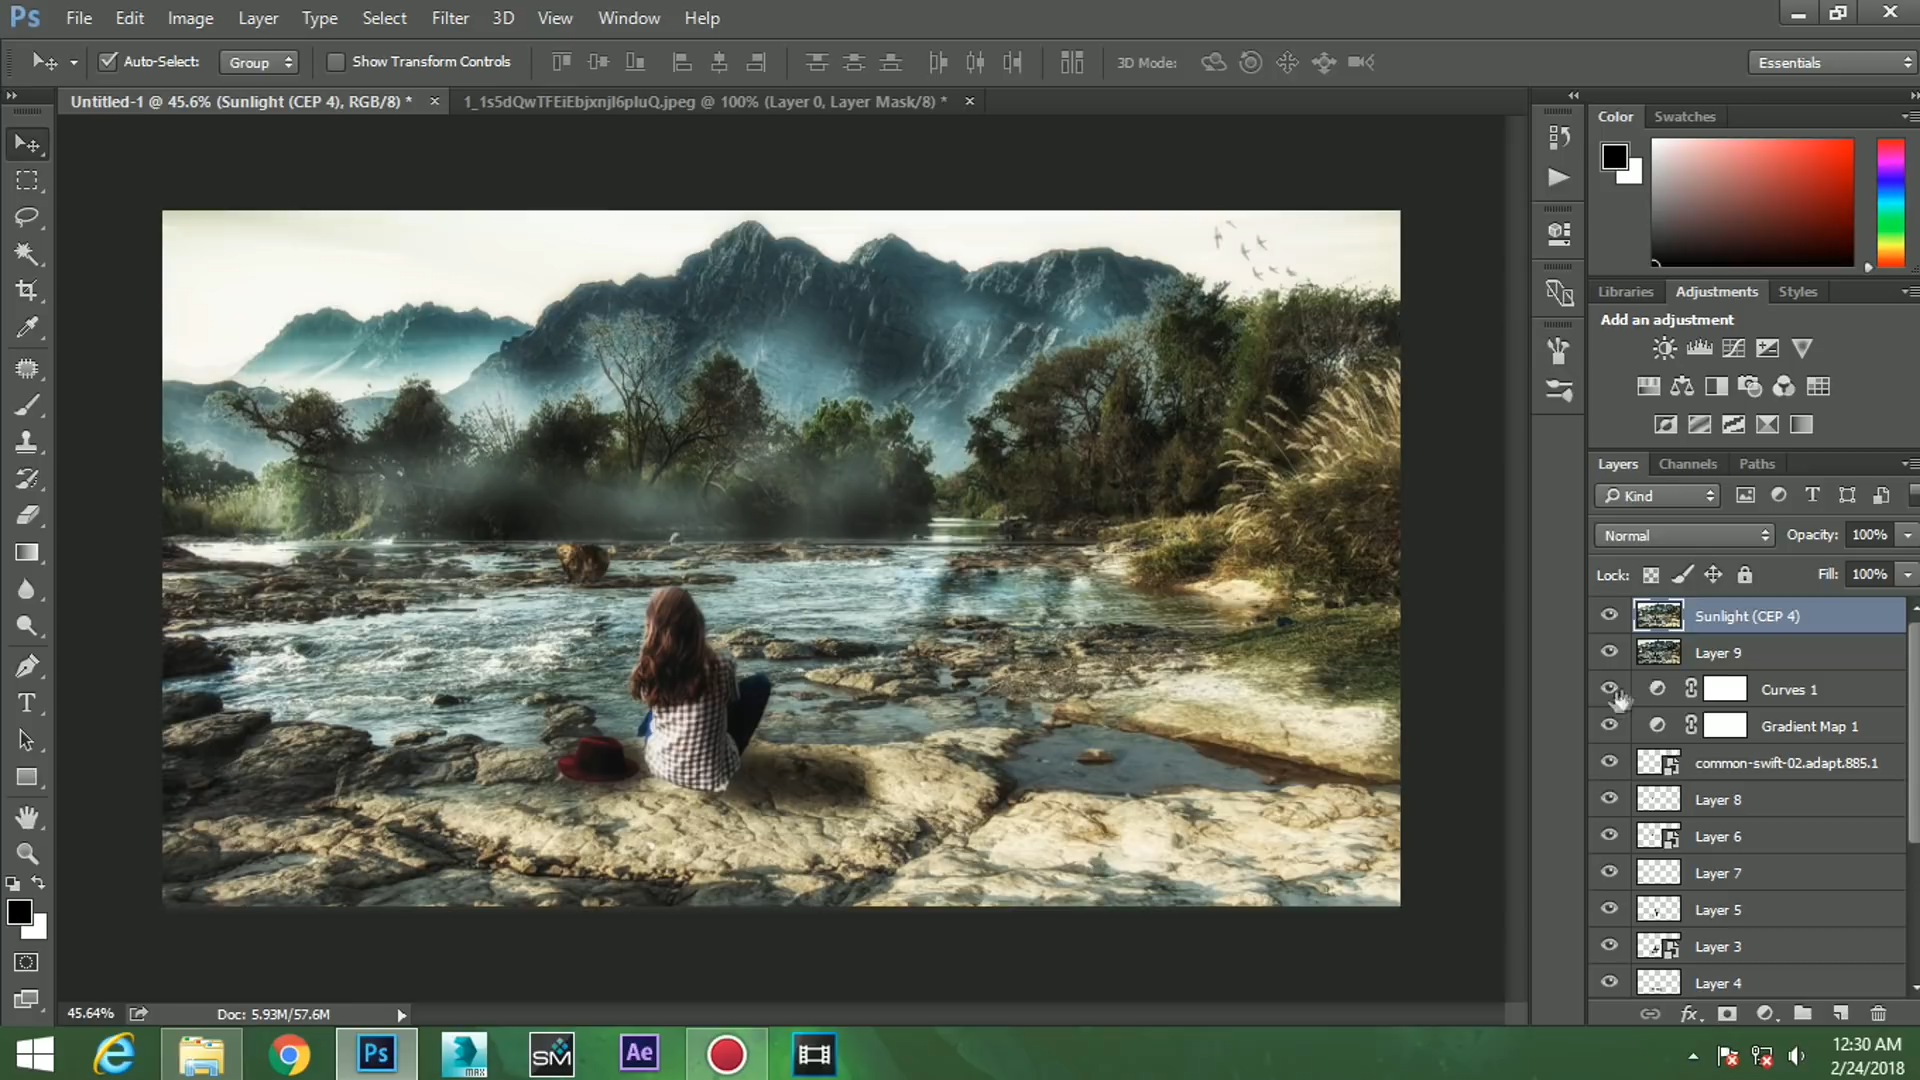 Ps File Edit Image Layer Type Select Filter 3D View Window Help
Auto-Select: Group Show Transform Controls 3D Mode: Essentials
Untitled-1 @ 45.6% (Sunlight (CEP 4), RGB/8) * × 1_1s5dQwTFEiEbjxnjl6pluQ.jpeg @ 100% (Layer 0, Layer Mask/8) * ×
Color Swatches
Libraries Adjustments Styles
Add an adjustment
Layers Channels Paths
Kind
Normal Opacity: 100%
Lock: Fill: 100%
Sunlight (CEP 4)
Layer 9
Curves 1
Gradient Map 1
common-swift-02.adapt.885.1
Layer 8
Layer 6
Layer 7
Layer 5
Layer 3
Layer 4
fx
45.64% Doc: 5.93M/57.6M
Ps MAX SM Ae
12:30 AM
2/24/2018